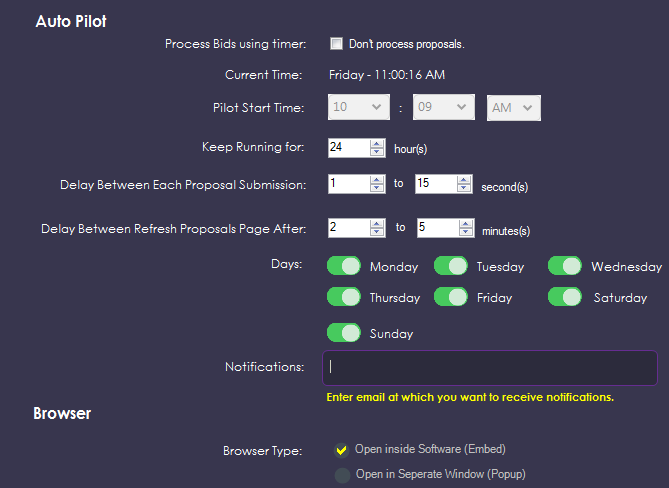 Auto Pilot
Process Bids using timer: Don't process proposals.
Current Time: Friday - 11:00:16 AM
Pilot Start Time: 10 : 09 AM
Keep Running for: 24 hour(s)
Delay Between Each Proposal Submission: 1 to 15 second(s)
Delay Between Refresh Proposals Page After: 2 to 5 minutes(s)
Days: Monday Tuesday Wednesday
Thursday Friday Saturday
Sunday
Notifications:
Enter email at which you want to receive notifications.
Browser
Browser Type: Open inside Software (Embed)
Open in Seperate Window (Popup)